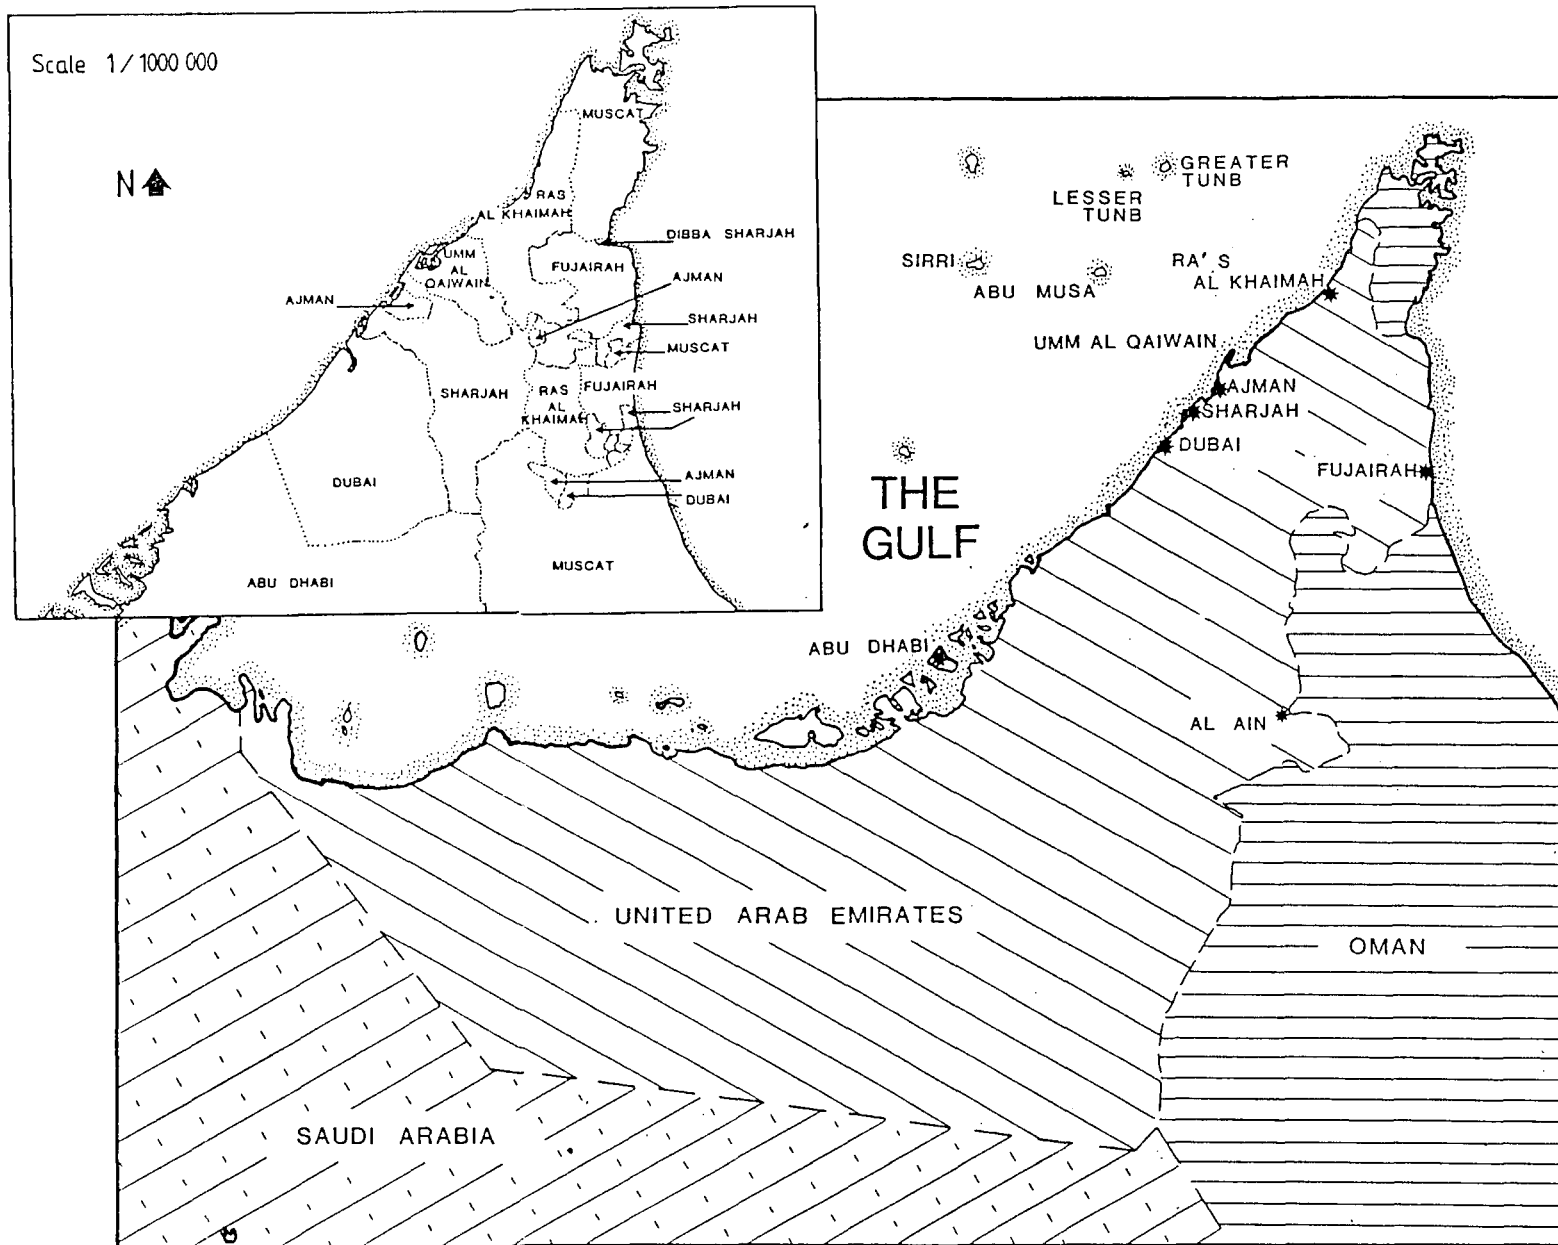 Scale 1/1000 000
N
MUSCAT
RAS
AL KHAIMAH
DIBBA SHARJAH
UMM
AL
QAIWAIN
FUJAIRAH
AJMAN
AJMAN
SHARJAH
MUSCAT
SHARJAH
RAS
AL
KHAIMAH
FUJAIRAH
SHARJAH
AJMAN
DUBAI
DUBAI
MUSCAT
ABU DHABI
GREATER
TUNB
LESSER
TUNB
SIRRI
ABU MUSA
RA'S
AL KHAIMAH
UMM AL QAIWAIN
AJMAN
SHARJAH
DUBAI
FUJAIRAH
THE
GULF
ABU DHABI
AL AIN
UNITED ARAB EMIRATES
OMAN
SAUDI ARABIA